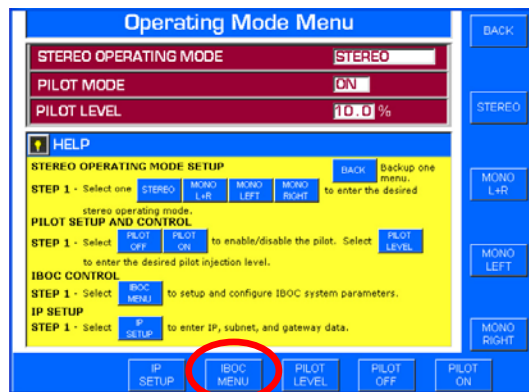 Operating Mode Menu
BACK
STEREO OPERATING MODE STEREO
PILOT MODE ON
PILOT LEVEL 10.0 %
STEREO
HELP
STEREO OPERATING MODE SETUP BACK Backup one menu.
STEP 1 - Select one STEREO MONO L+R MONO LEFT MONO RIGHT to enter the desired
stereo operating mode.
MONO L+R
PILOT SETUP AND CONTROL
STEP 1 - Select PILOT OFF PILOT ON to enable/disable the pilot. Select PILOT LEVEL
to enter the desired pilot injection level.
MONO LEFT
IBOC CONTROL
STEP 1 - Select IBOC MENU to setup and configure IBOC system parameters.
IP SETUP
STEP 1 - Select IP SETUP to enter IP, subnet, and gateway data.
MONO RIGHT
IP SETUP IBOC MENU PILOT LEVEL PILOT OFF PILOT ON